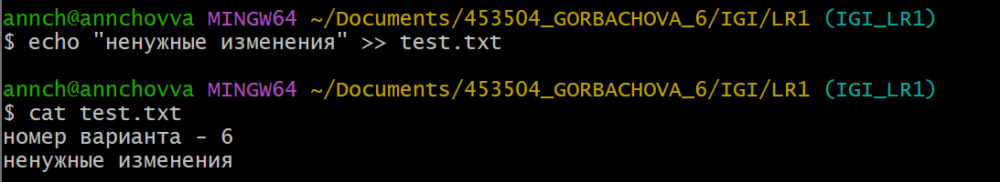 annch@annchovva MINGW64 ~/Documents/453504_GORBACHOVA_6/IGI/LR1 (IGI_LR1)
$ echo "ненужные изменения" >> test.txt
annch@annchovva MINGW64 ~/Documents/453504_GORBACHOVA_6/IGI/LR1 (IGI_LR1)
$ cat test.txt
номер варианта - 6
ненужные изменения